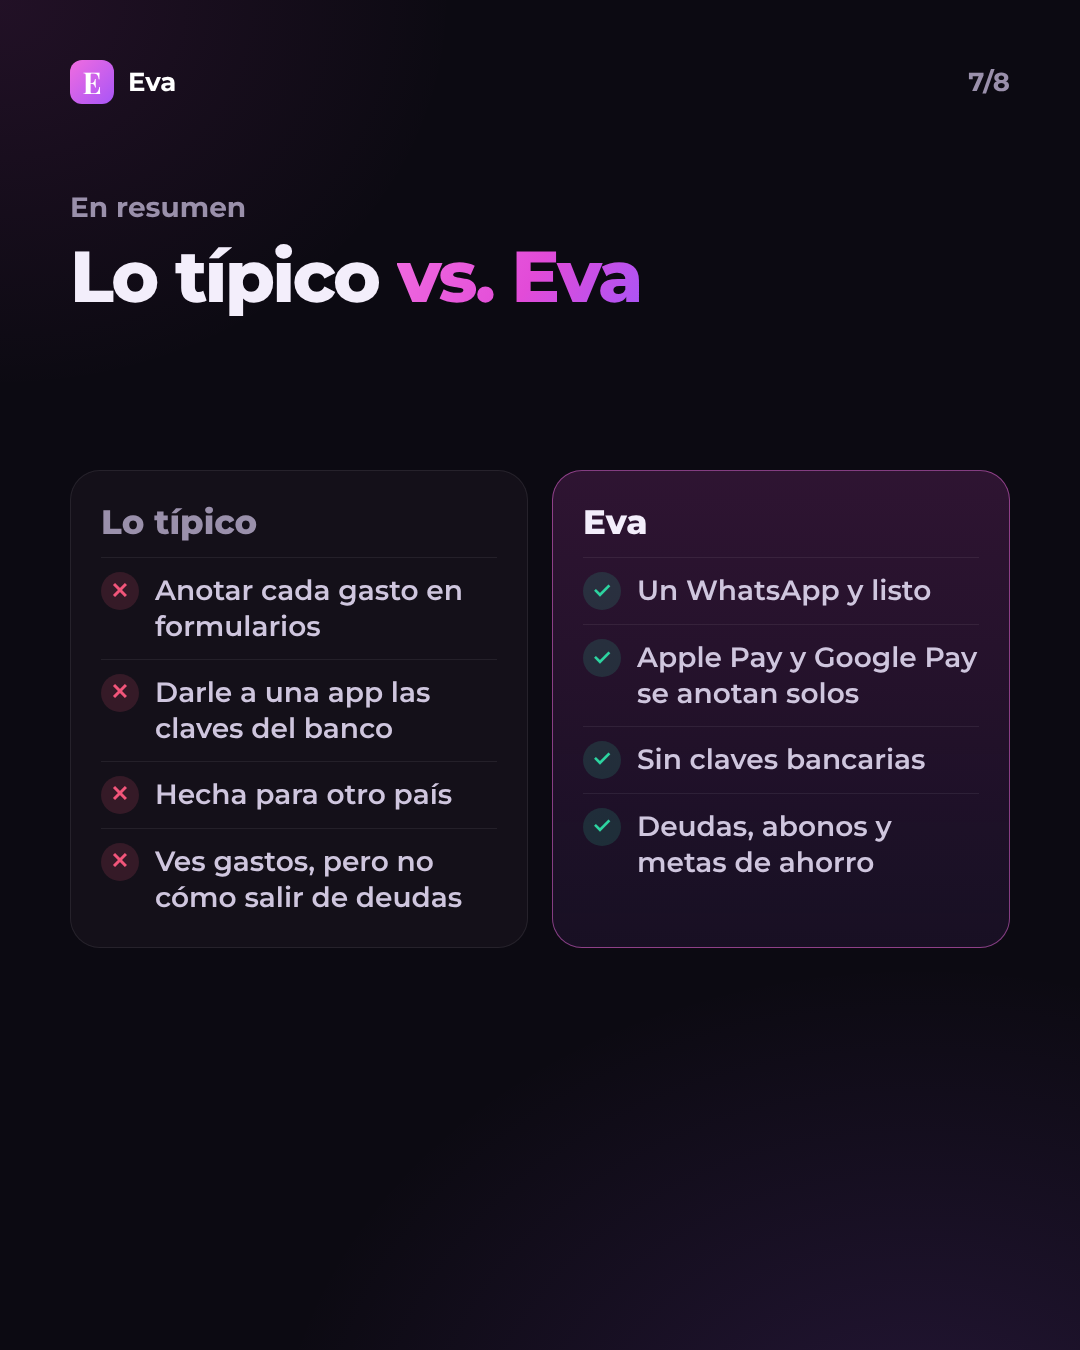 E Eva
7/8
En resumen
Lo típico vs. Eva
Lo típico
Anotar cada gasto en
formularios
Darle a una app las
claves del banco
Hecha para otro país
Ves gastos, pero no
cómo salir de deudas
Eva
Un WhatsApp y listo
Apple Pay y Google Pay
se anotan solos
Sin claves bancarias
Deudas, abonos y
metas de ahorro